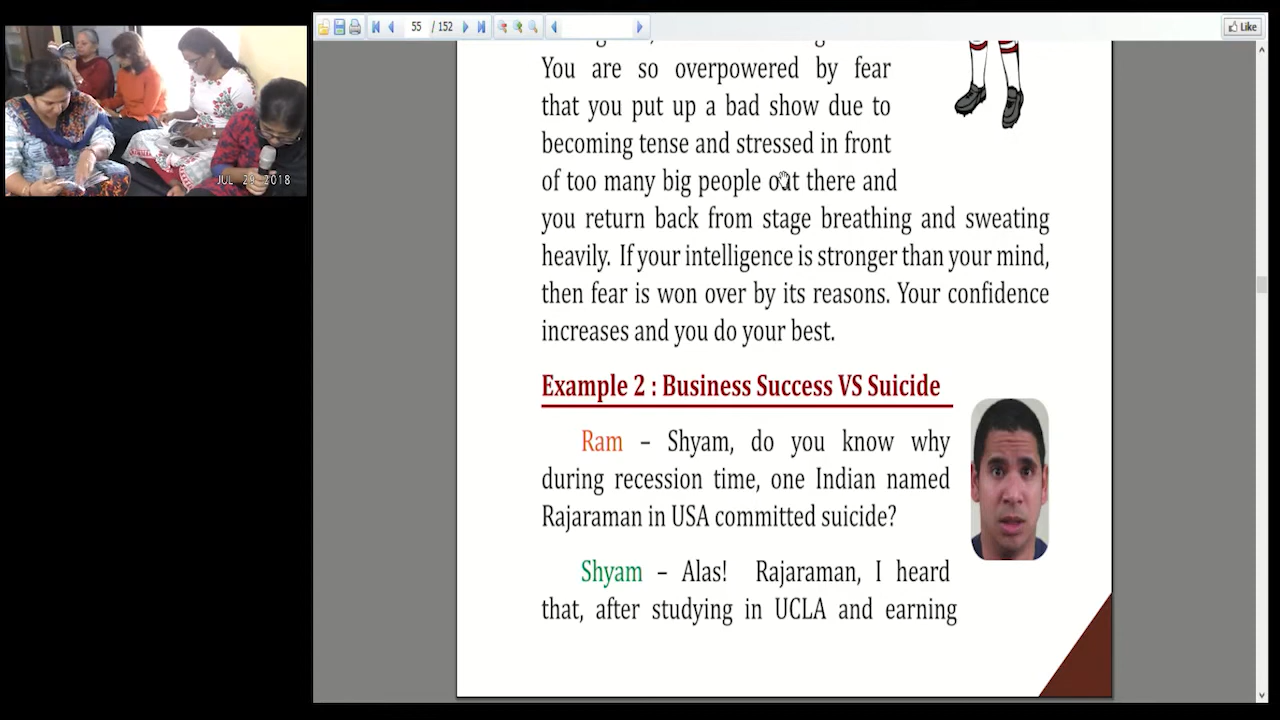 55 / 152
Like
You are so overpowered by fear
that you put up a bad show due to
becoming tense and stressed in front
of too many big people out there and
you return back from stage breathing and sweating
heavily. If your intelligence is stronger than your mind,
then fear is won over by its reasons. Your confidence
increases and you do your best.
Example 2 : Business Success VS Suicide
Ram – Shyam, do you know why
during recession time, one Indian named
Rajaraman in USA committed suicide?
Shyam – Alas! Rajaraman, I heard
that, after studying in UCLA and earning
JUL 29 2018